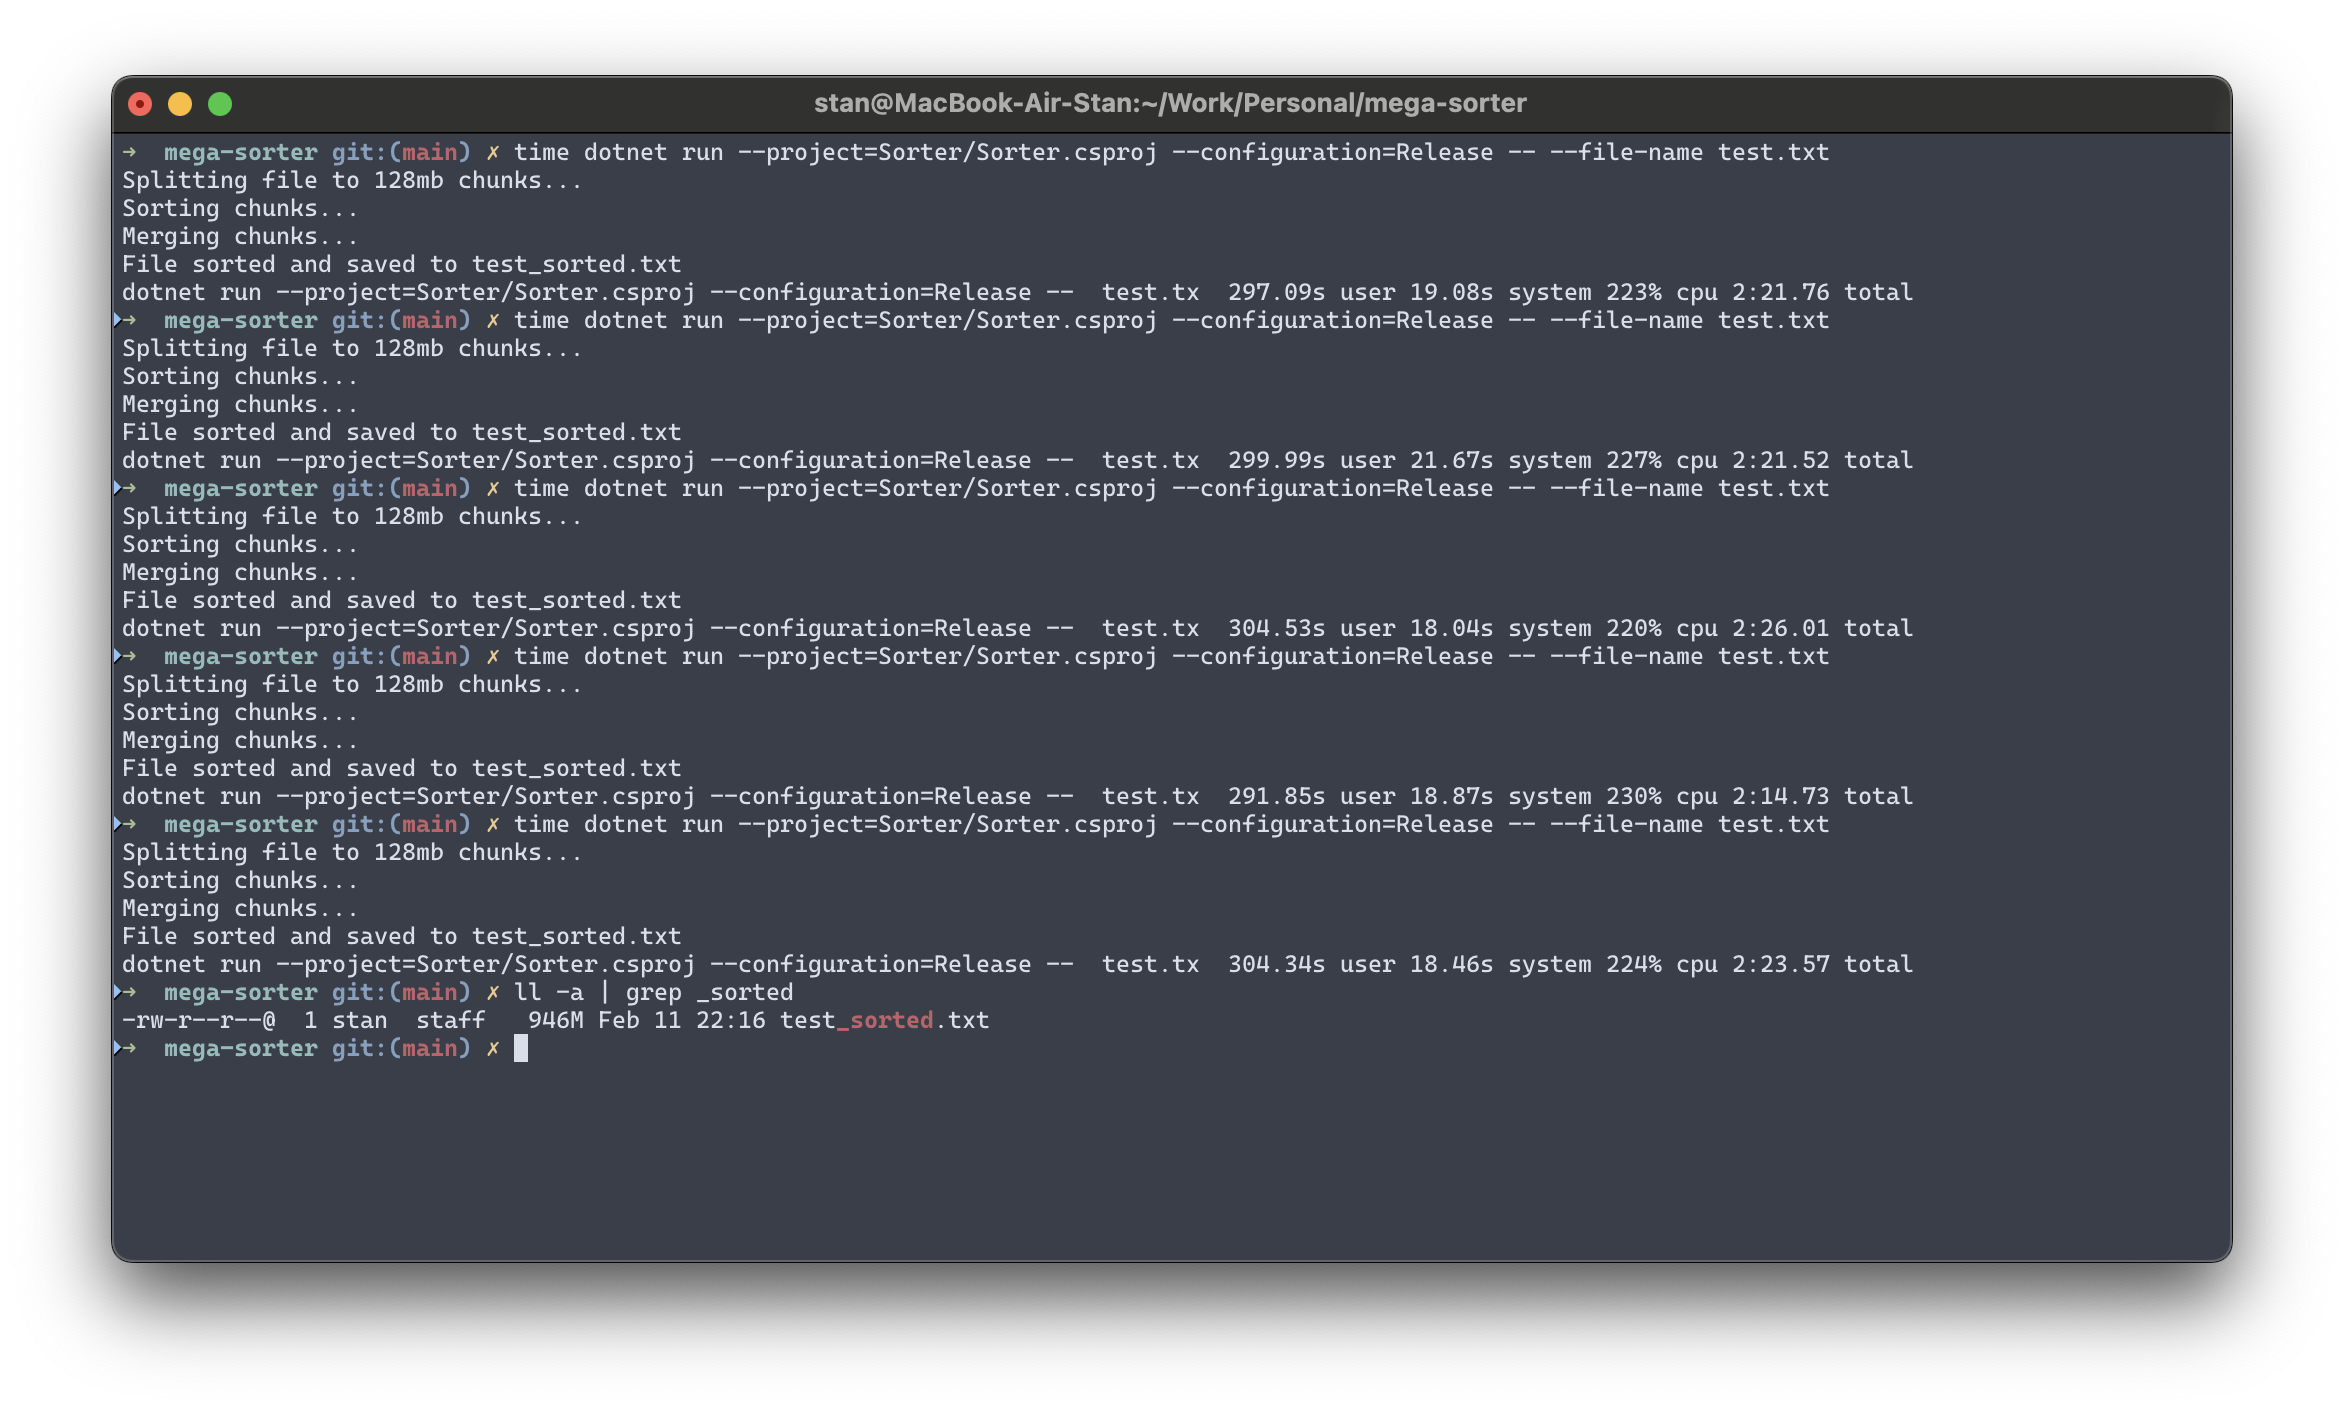 stan@MacBook-Air-Stan:~/Work/Personal/mega-sorter
➜  mega-sorter git:(main) ✗ time dotnet run --project=Sorter/Sorter.csproj --configuration=Release -- --file-name test.txt
Splitting file to 128mb chunks...
Sorting chunks...
Merging chunks...
File sorted and saved to test_sorted.txt
dotnet run --project=Sorter/Sorter.csproj --configuration=Release --  test.tx  297.09s user 19.08s system 223% cpu 2:21.76 total
➜  mega-sorter git:(main) ✗ time dotnet run --project=Sorter/Sorter.csproj --configuration=Release -- --file-name test.txt
Splitting file to 128mb chunks...
Sorting chunks...
Merging chunks...
File sorted and saved to test_sorted.txt
dotnet run --project=Sorter/Sorter.csproj --configuration=Release --  test.tx  299.99s user 21.67s system 227% cpu 2:21.52 total
➜  mega-sorter git:(main) ✗ time dotnet run --project=Sorter/Sorter.csproj --configuration=Release -- --file-name test.txt
Splitting file to 128mb chunks...
Sorting chunks...
Merging chunks...
File sorted and saved to test_sorted.txt
dotnet run --project=Sorter/Sorter.csproj --configuration=Release --  test.tx  304.53s user 18.04s system 220% cpu 2:26.01 total
➜  mega-sorter git:(main) ✗ time dotnet run --project=Sorter/Sorter.csproj --configuration=Release -- --file-name test.txt
Splitting file to 128mb chunks...
Sorting chunks...
Merging chunks...
File sorted and saved to test_sorted.txt
dotnet run --project=Sorter/Sorter.csproj --configuration=Release --  test.tx  291.85s user 18.87s system 230% cpu 2:14.73 total
➜  mega-sorter git:(main) ✗ time dotnet run --project=Sorter/Sorter.csproj --configuration=Release -- --file-name test.txt
Splitting file to 128mb chunks...
Sorting chunks...
Merging chunks...
File sorted and saved to test_sorted.txt
dotnet run --project=Sorter/Sorter.csproj --configuration=Release --  test.tx  304.34s user 18.46s system 224% cpu 2:23.57 total
➜  mega-sorter git:(main) ✗ ll -a | grep _sorted
-rw-r--r--@  1 stan  staff   946M Feb 11 22:16 test_sorted.txt
➜  mega-sorter git:(main) ✗